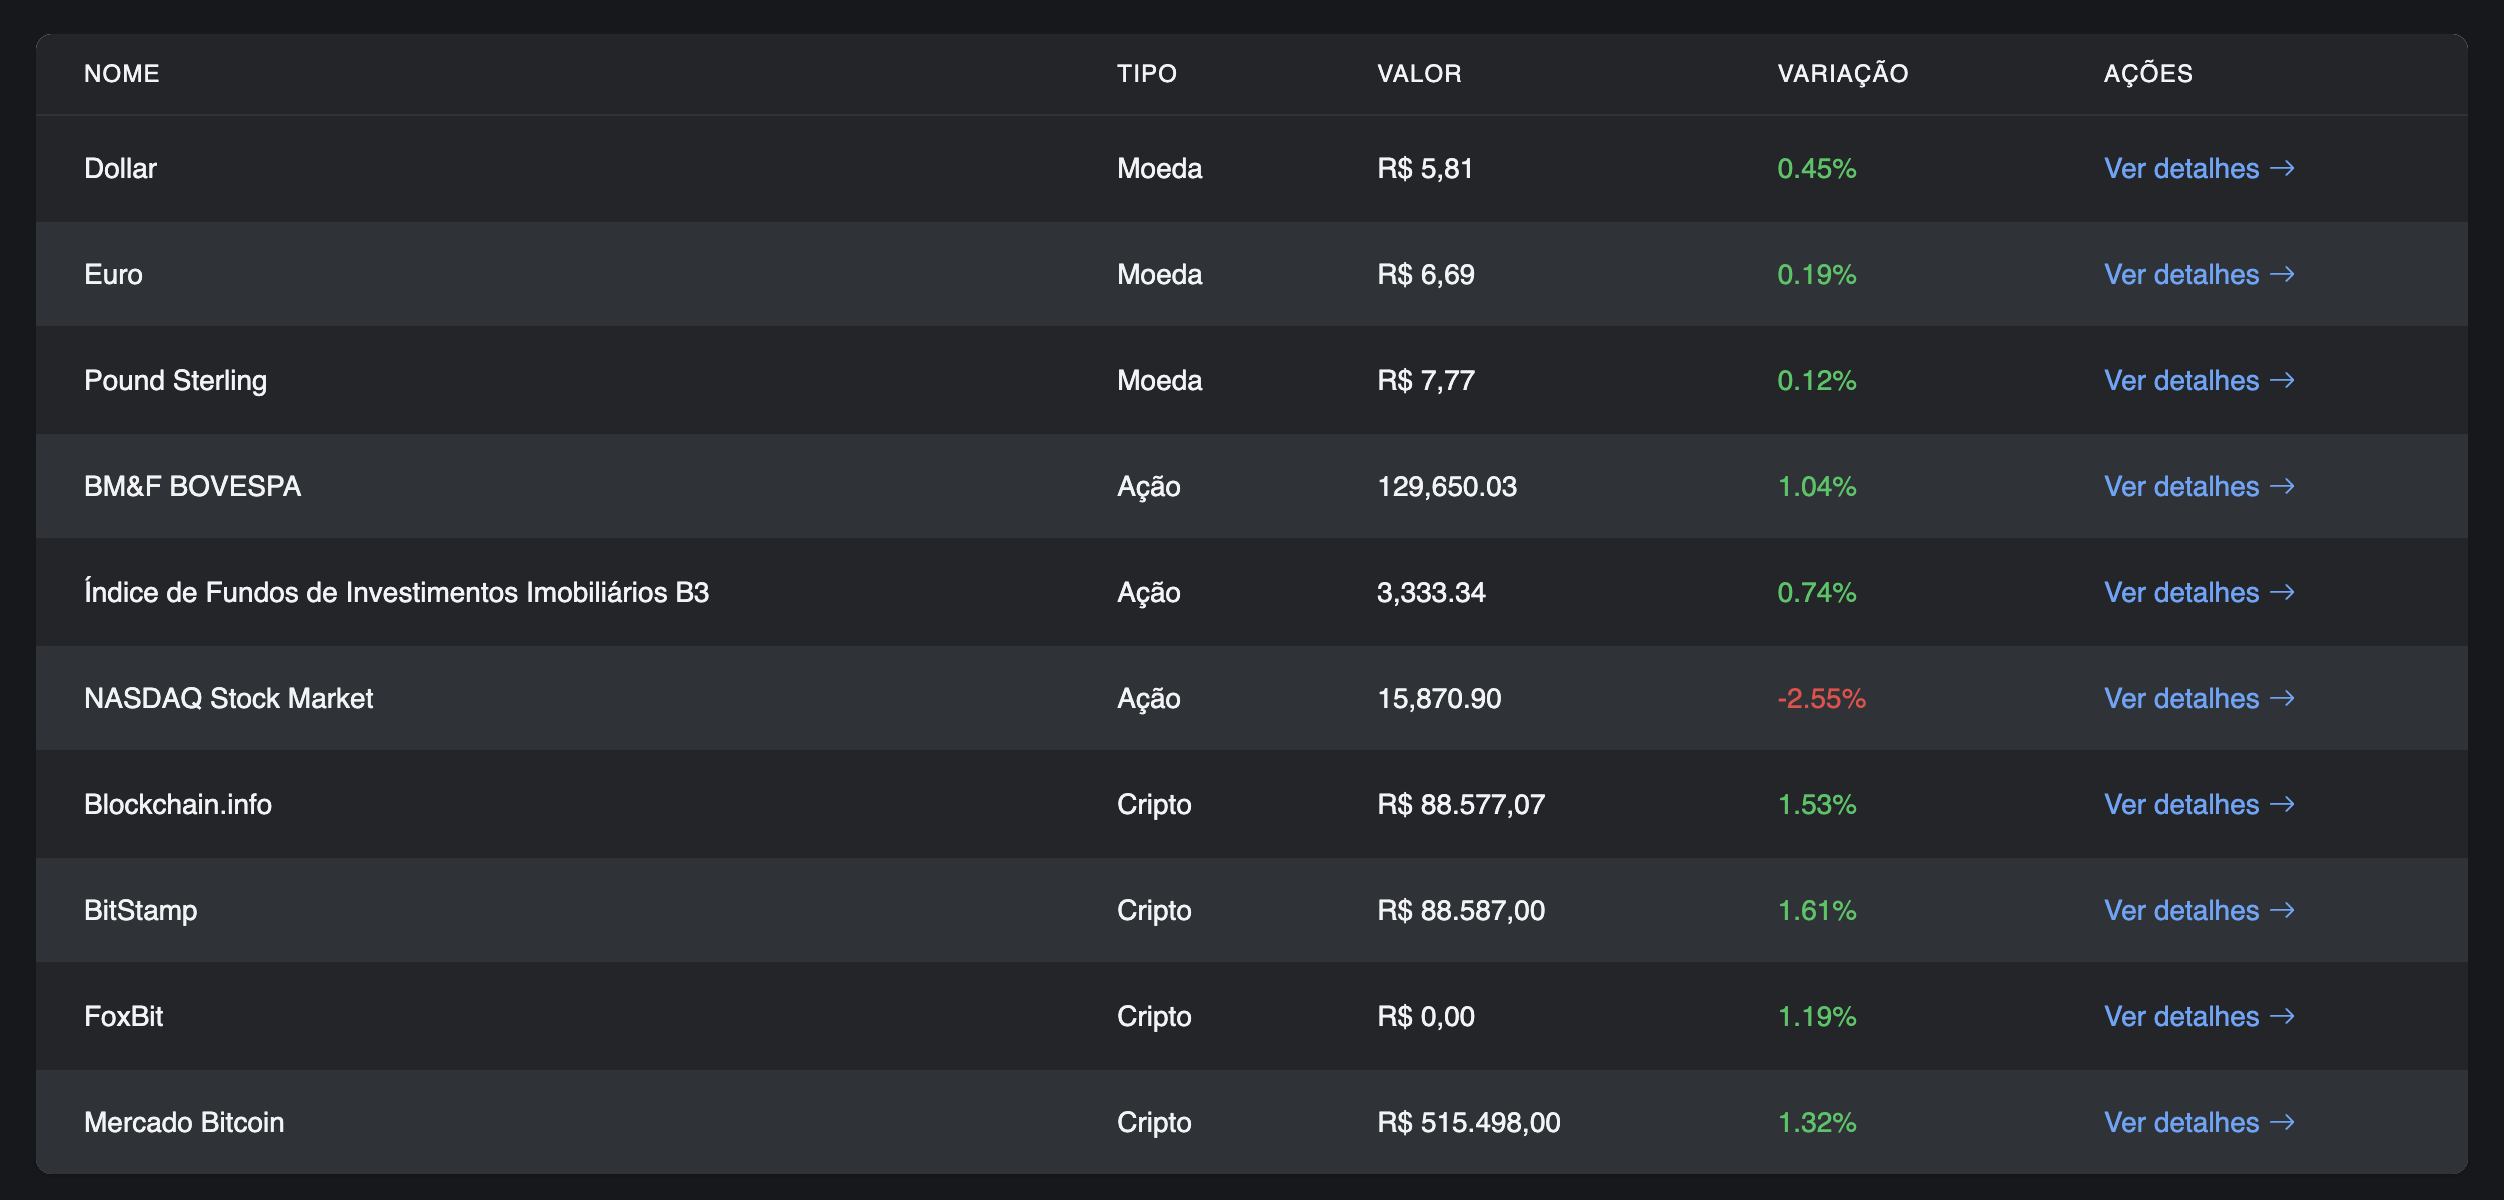 NOME TIPO VALOR VARIAÇÃO AÇÕES
Dollar Moeda R$ 5,81 0.45% Ver detalhes →
Euro Moeda R$ 6,69 0.19% Ver detalhes →
Pound Sterling Moeda R$ 7,77 0.12% Ver detalhes →
BM&F BOVESPA Ação 129,650.03 1.04% Ver detalhes →
Índice de Fundos de Investimentos Imobiliários B3 Ação 3,333.34 0.74% Ver detalhes →
NASDAQ Stock Market Ação 15,870.90 -2.55% Ver detalhes →
Blockchain.info Cripto R$ 88.577,07 1.53% Ver detalhes →
BitStamp Cripto R$ 88.587,00 1.61% Ver detalhes →
FoxBit Cripto R$ 0,00 1.19% Ver detalhes →
Mercado Bitcoin Cripto R$ 515.498,00 1.32% Ver detalhes →